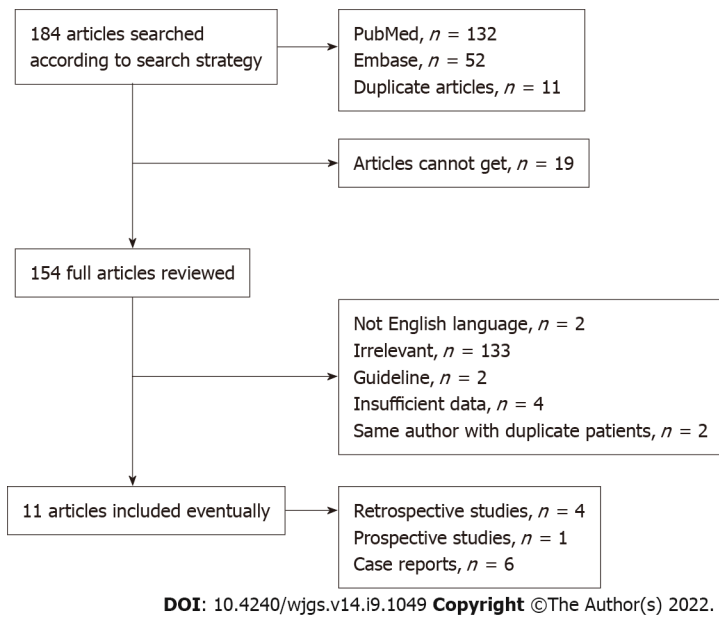 184 articles searched
according to search strategy
PubMed, n = 132
Embase, n = 52
Duplicate articles, n = 11
Articles cannot get, n = 19
154 full articles reviewed
Not English language, n = 2
Irrelevant, n = 133
Guideline, n = 2
Insufficient data, n = 4
Same author with duplicate patients, n = 2
11 articles included eventually
Retrospective studies, n = 4
Prospective studies, n = 1
Case reports, n = 6
DOI: 10.4240/wjgs.v14.i9.1049 Copyright ©The Author(s) 2022.